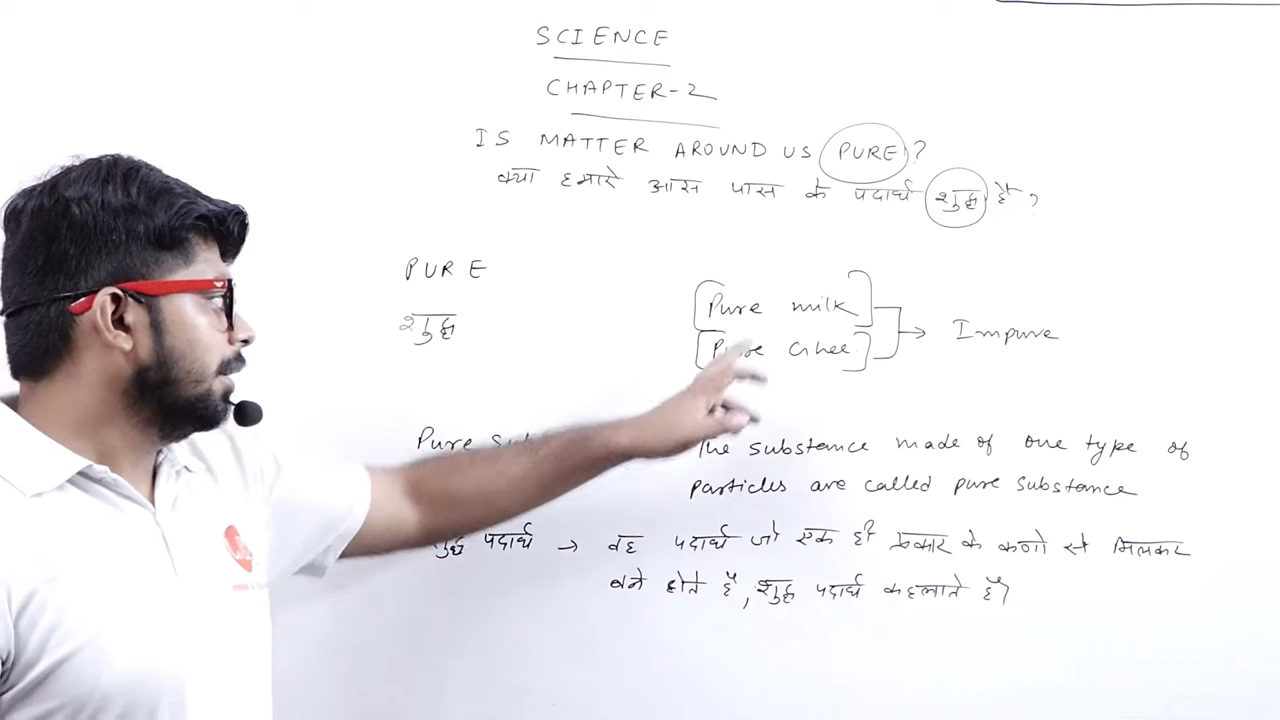 SCIENCE
CHAPTER-2
IS MATTER AROUND US PURE?
क्या हमारे आस पास के पदार्थ शुद्ध है ?
PURE
शुद्ध
Pure milk
Pure Ghee
→ Impure
Pure
The substance made of one type of
particles are called pure substance
पदार्थ → वह पदार्थ जो एक ही प्रकार के कणो से मिलकर
बने होते हैं, शुद्ध पदार्थ कहलाते हैं।